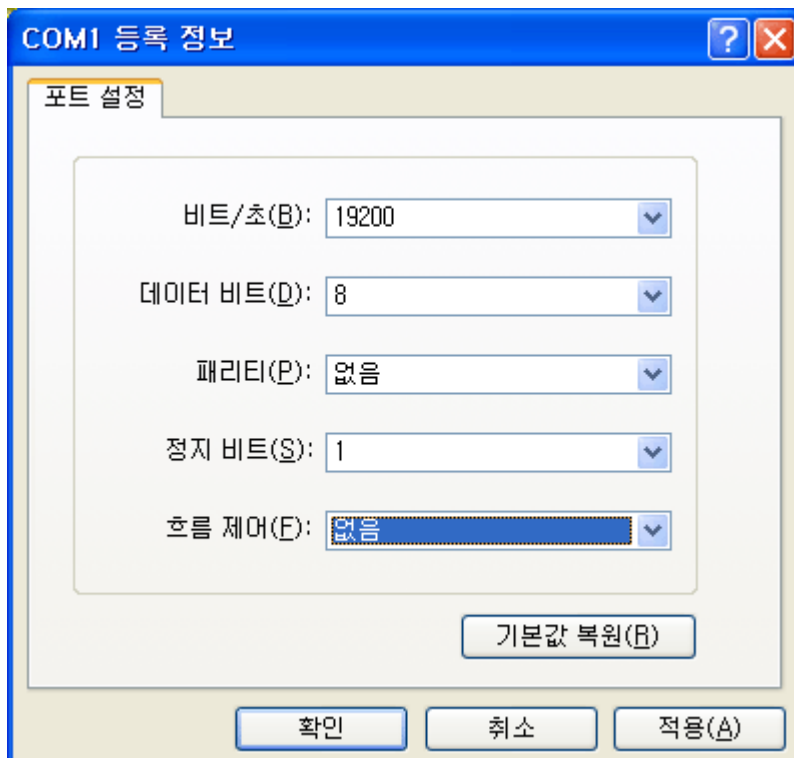 COM1 등록 정보
포트 설정
비트/초(B): 19200
데이터 비트(D): 8
패리티(P): 없음
정지 비트(S): 1
흐름 제어(F): 없음
기본값 복원(R)
확인 취소 적용(A)